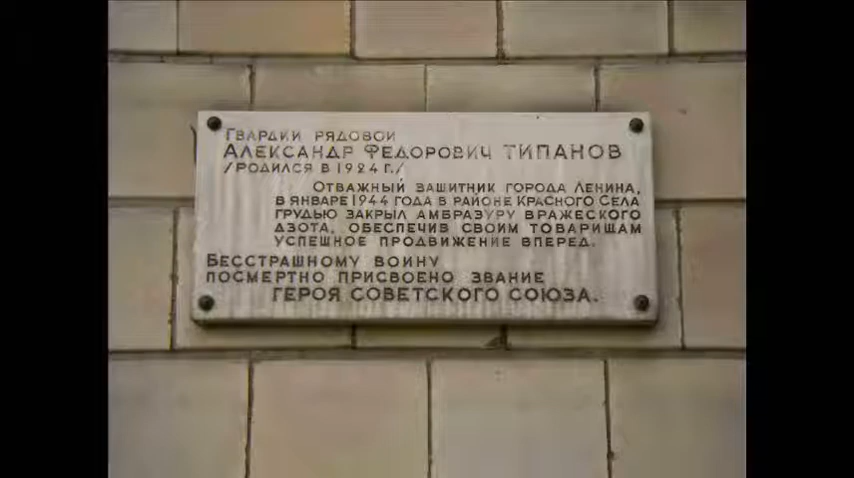 ГВАРДИИ РЯДОВОЙ
АЛЕКСАНДР ФЕДОРОВИЧ ТИПАНОВ
/РОДИЛСЯ В 1924 Г./
ОТВАЖНЫЙ ЗАЩИТНИК ГОРОДА ЛЕНИНА,
В ЯНВАРЕ 1944 ГОДА В РАЙОНЕ КРАСНОГО СЕЛА
ГРУДЬЮ ЗАКРЫЛ АМБРАЗУРУ ВРАЖЕСКОГО
ДЗОТА, ОБЕСПЕЧИВ СВОИМ ТОВАРИЩАМ
УСПЕШНОЕ ПРОДВИЖЕНИЕ ВПЕРЕД.
БЕССТРАШНОМУ ВОИНУ
ПОСМЕРТНО ПРИСВОЕНО ЗВАНИЕ
ГЕРОЯ СОВЕТСКОГО СОЮЗА.